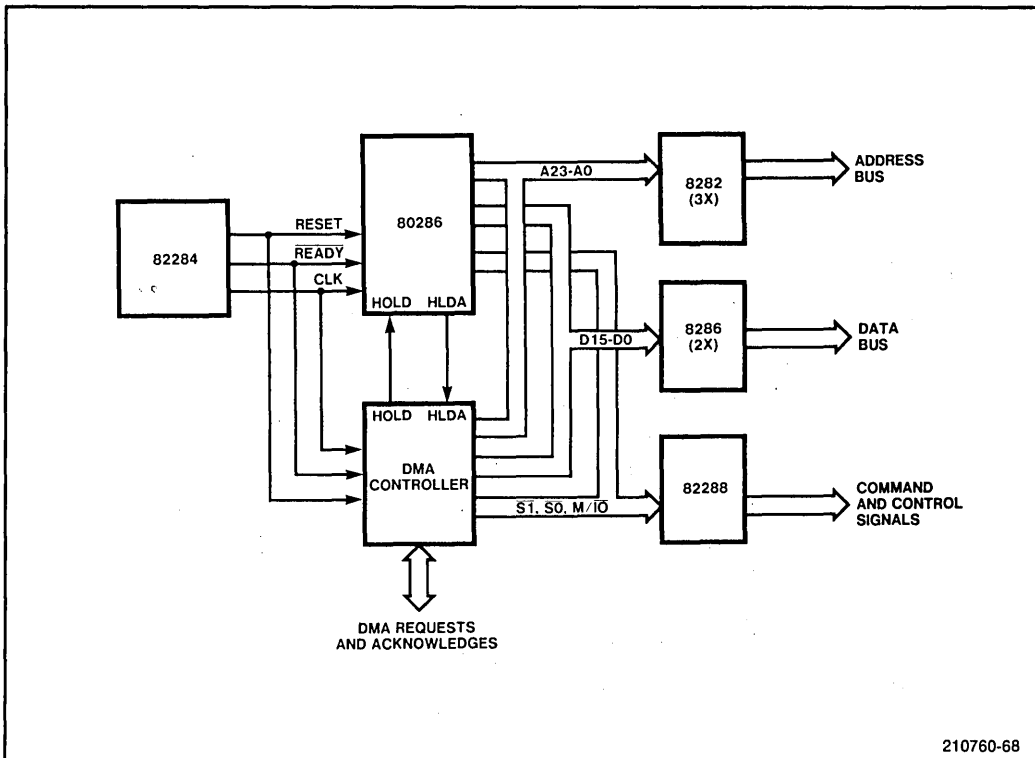 82284
RESET
READY
CLK
80286
HOLD HLDA
HOLD HLDA
DMA
CONTROLLER
DMA REQUESTS
AND ACKNOWLEDGES
A23-A0
D15-D0
S1, S0, M/IO
8282
(3X)
8286
(2X)
82288
ADDRESS
BUS
DATA
BUS
COMMAND
AND CONTROL
SIGNALS
210760-68